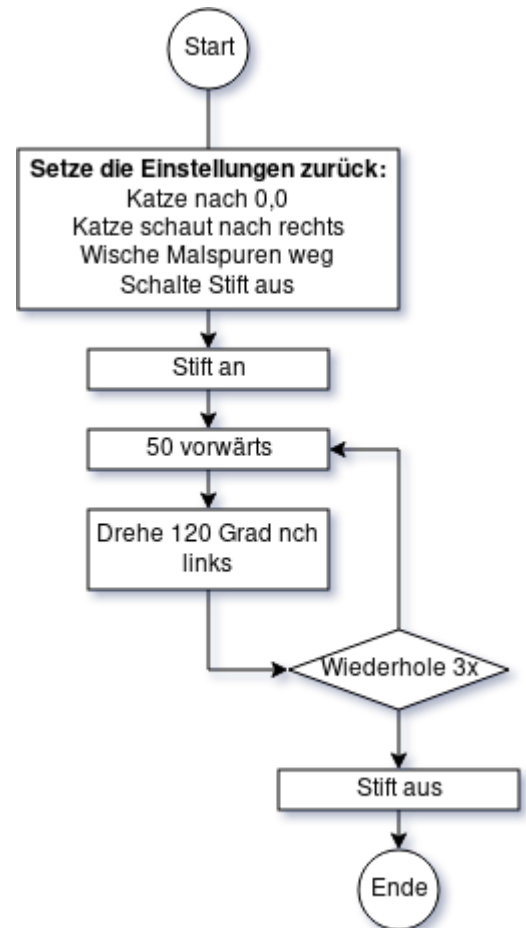 Start
Setze die Einstellungen zurück:
Katze nach 0,0
Katze schaut nach rechts
Wische Malspuren weg
Schalte Stift aus
Stift an
50 vorwärts
Drehe 120 Grad nch
links
Wiederhole 3x
Stift aus
Ende